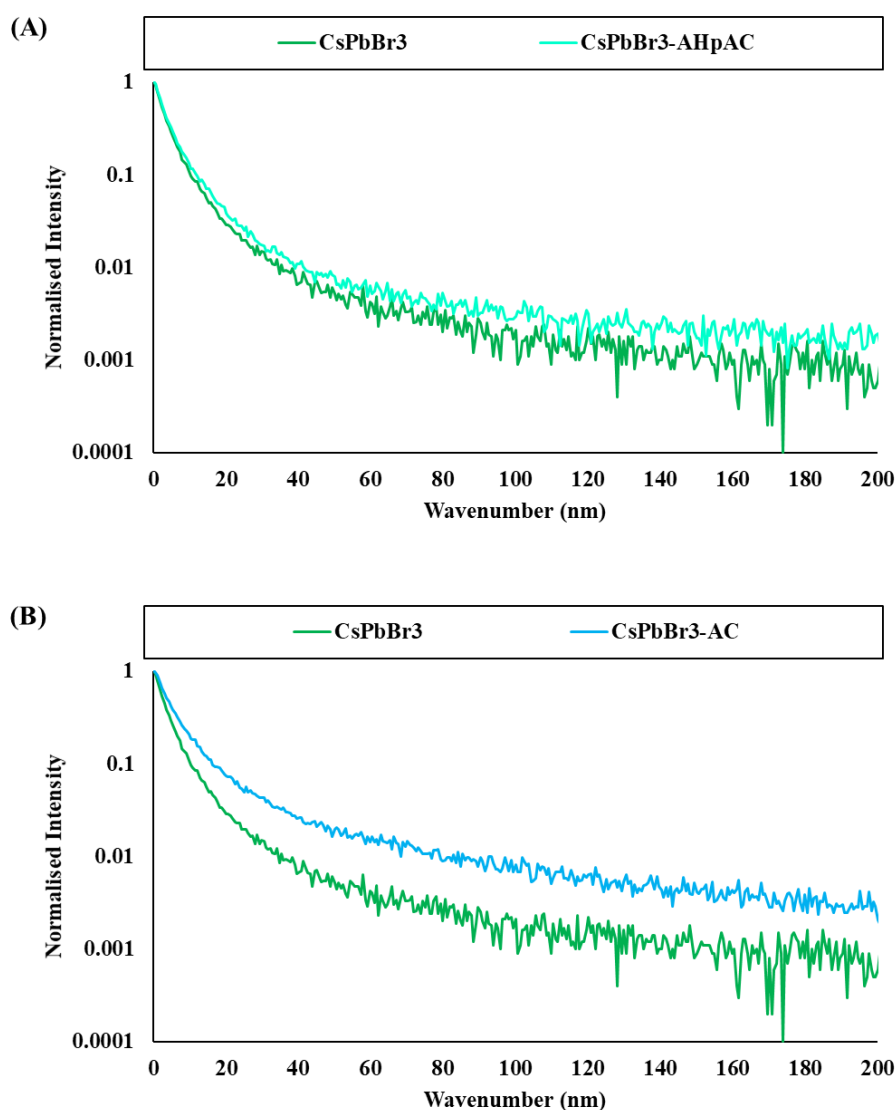 (A)
CsPbBr3 CsPbBr3-AHpAC
1
0.1
0.01
0.001
0.0001
Normalised Intensity
0 20 40 60 80 100 120 140 160 180 200
Wavenumber (nm)
(B)
CsPbBr3 CsPbBr3-AC
1
0.1
0.01
0.001
0.0001
Normalised Intensity
0 20 40 60 80 100 120 140 160 180 200
Wavenumber (nm)